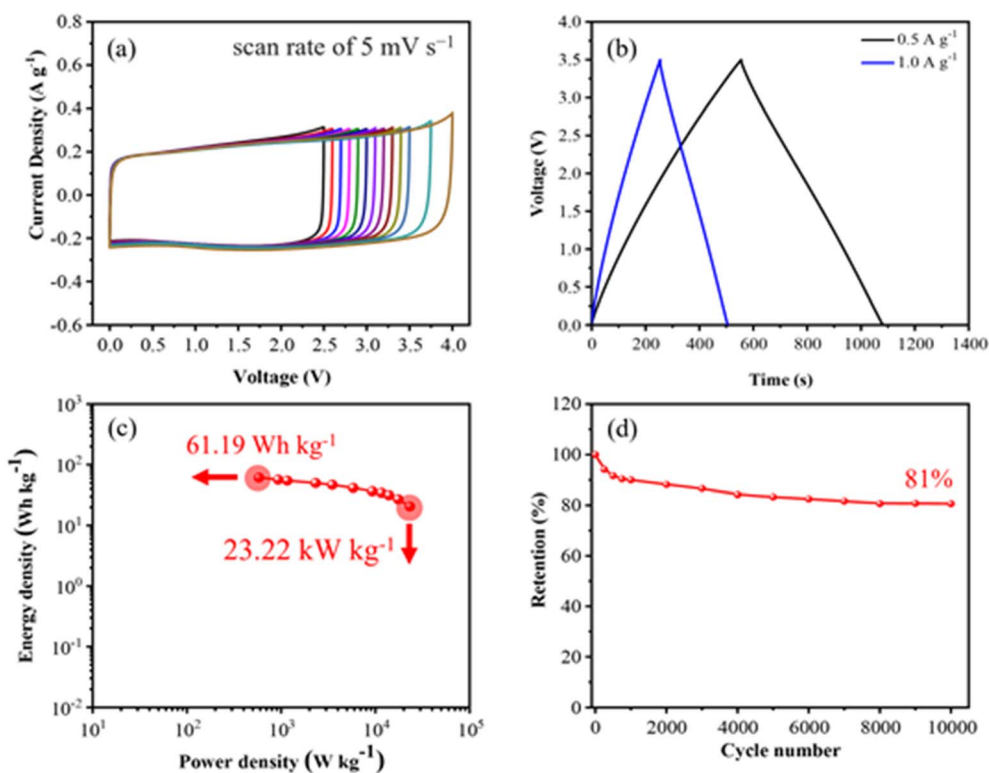 (a)
scan rate of 5 mV s⁻¹
Current Density (A g⁻¹)
0.8
0.6
0.4
0.2
0.0
-0.2
-0.4
-0.6
0.0 0.5 1.0 1.5 2.0 2.5 3.0 3.5 4.0
Voltage (V)
(b)
0.5 A g⁻¹
1.0 A g⁻¹
Voltage (V)
4.0
3.5
3.0
2.5
2.0
1.5
1.0
0.5
0.0
0 200 400 600 800 1000 1200 1400
Time (s)
(c)
61.19 Wh kg⁻¹
23.22 kW kg⁻¹
Energy density (Wh kg⁻¹)
10³
10²
10¹
10⁰
10⁻¹
10⁻²
10¹ 10² 10³ 10⁴ 10⁵
Power density (W kg⁻¹)
(d)
81%
Retention (%)
120
100
80
60
40
20
0
0 2000 4000 6000 8000 10000
Cycle number